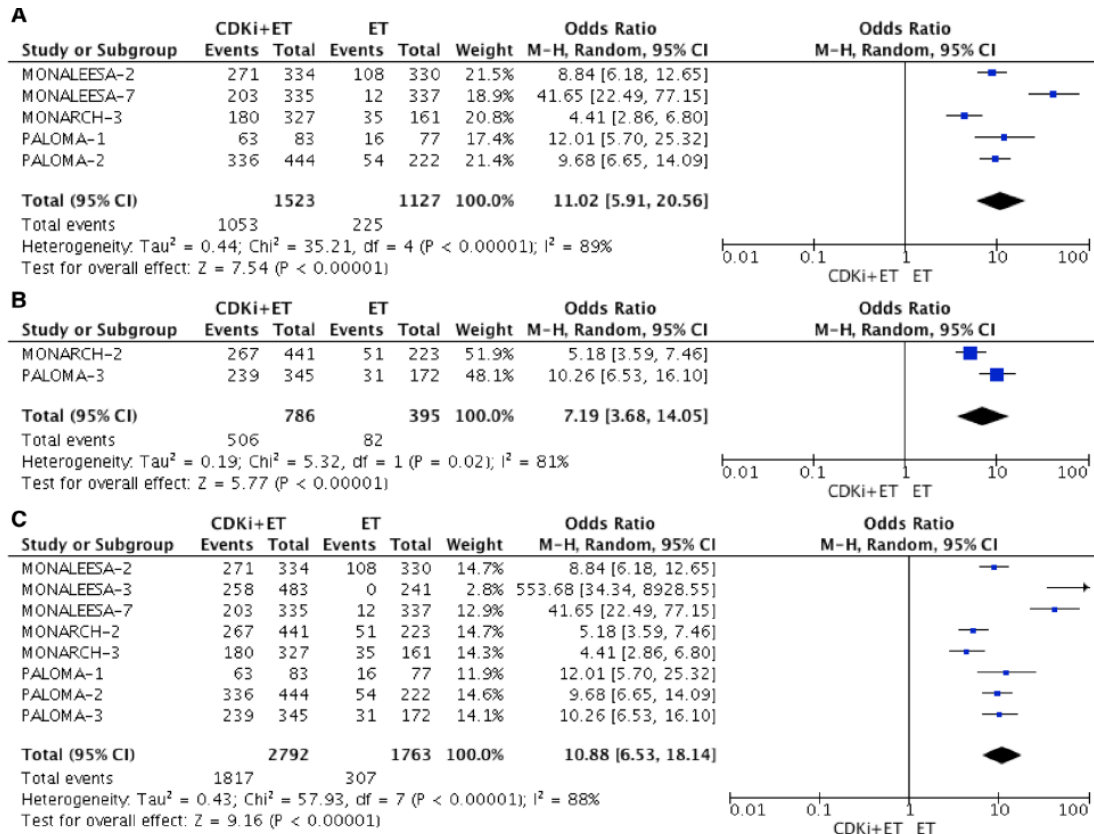 A
CDKi+ET ET Odds Ratio Odds Ratio
Study or Subgroup Events Total Events Total Weight M-H, Random, 95% CI M-H, Random, 95% CI
MONALEESA-2 271 334 108 330 21.5% 8.84 [6.18, 12.65]
MONALEESA-7 203 335 12 337 18.9% 41.65 [22.49, 77.15]
MONARCH-3 180 327 35 161 20.8% 4.41 [2.86, 6.80]
PALOMA-1 63 83 16 77 17.4% 12.01 [5.70, 25.32]
PALOMA-2 336 444 54 222 21.4% 9.68 [6.65, 14.09]
Total (95% CI) 1523 1127 100.0% 11.02 [5.91, 20.56]
Total events 1053 225
Heterogeneity: Tau² = 0.44; Chi² = 35.21, df = 4 (P < 0.00001); I² = 89%
Test for overall effect: Z = 7.54 (P < 0.00001)
0.01 0.1 1 10 100
CDKi+ET ET
B
CDKi+ET ET Odds Ratio Odds Ratio
Study or Subgroup Events Total Events Total Weight M-H, Random, 95% CI M-H, Random, 95% CI
MONARCH-2 267 441 51 223 51.9% 5.18 [3.59, 7.46]
PALOMA-3 239 345 31 172 48.1% 10.26 [6.53, 16.10]
Total (95% CI) 786 395 100.0% 7.19 [3.68, 14.05]
Total events 506 82
Heterogeneity: Tau² = 0.19; Chi² = 5.32, df = 1 (P = 0.02); I² = 81%
Test for overall effect: Z = 5.77 (P < 0.00001)
0.01 0.1 1 10 100
CDKi+ET ET
C
CDKi+ET ET Odds Ratio Odds Ratio
Study or Subgroup Events Total Events Total Weight M-H, Random, 95% CI M-H, Random, 95% CI
MONALEESA-2 271 334 108 330 14.7% 8.84 [6.18, 12.65]
MONALEESA-3 258 483 0 241 2.8% 553.68 [34.34, 8928.55]
MONALEESA-7 203 335 12 337 12.9% 41.65 [22.49, 77.15]
MONARCH-2 267 441 51 223 14.7% 5.18 [3.59, 7.46]
MONARCH-3 180 327 35 161 14.3% 4.41 [2.86, 6.80]
PALOMA-1 63 83 16 77 11.9% 12.01 [5.70, 25.32]
PALOMA-2 336 444 54 222 14.6% 9.68 [6.65, 14.09]
PALOMA-3 239 345 31 172 14.1% 10.26 [6.53, 16.10]
Total (95% CI) 2792 1763 100.0% 10.88 [6.53, 18.14]
Total events 1817 307
Heterogeneity: Tau² = 0.43; Chi² = 57.93, df = 7 (P < 0.00001); I² = 88%
Test for overall effect: Z = 9.16 (P < 0.00001)
0.01 0.1 1 10 100
CDKi+ET ET